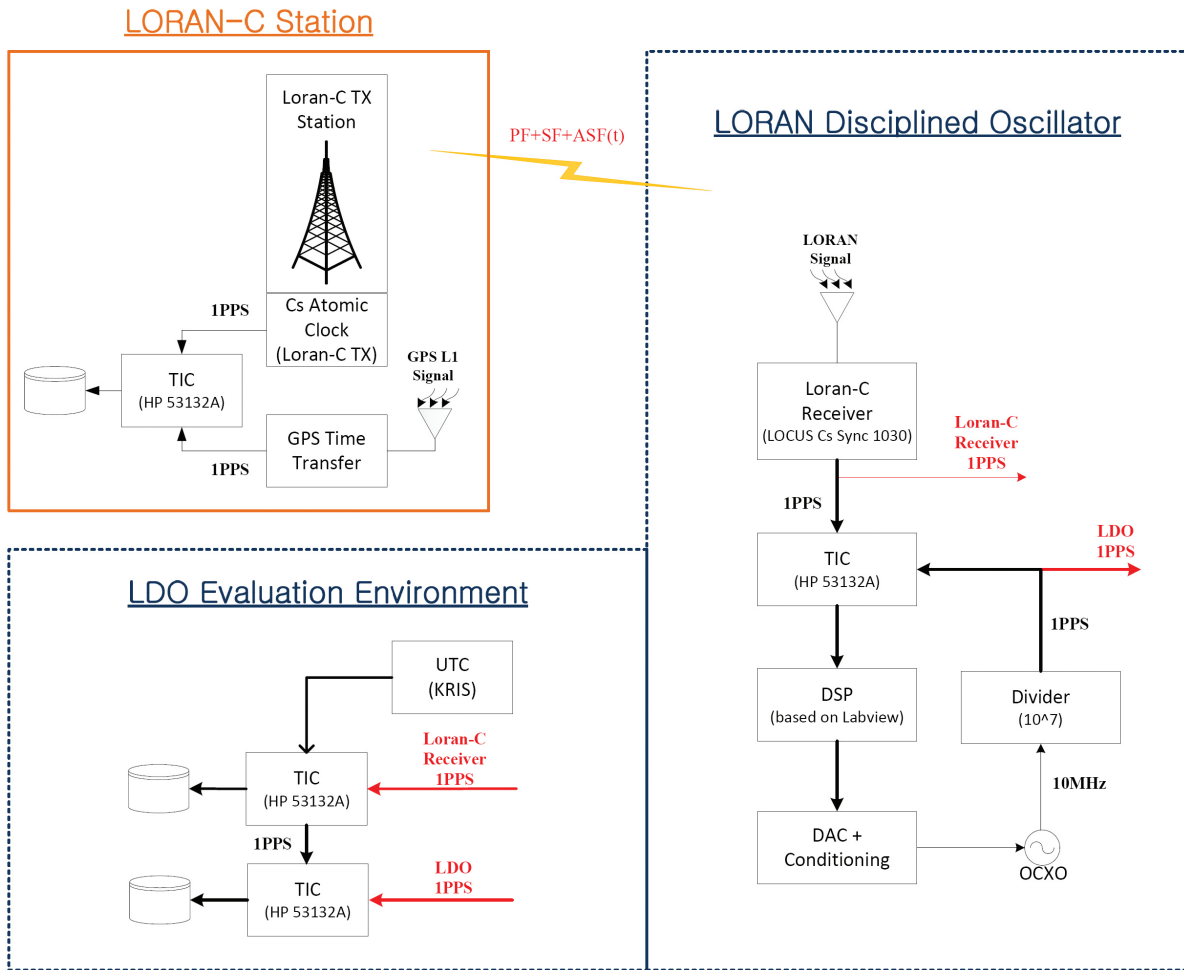 LORAN-C Station
Loran-C TX
Station
1PPS
Cs Atomic
Clock
(Loran-C TX)
TIC
(HP 53132A)
GPS L1
Signal
1PPS
GPS Time
Transfer
PF+SF+ASF(t)
LORAN Disciplined Oscillator
LORAN
Signal
Loran-C
Receiver
(LOCUS Cs Sync 1030)
Loran-C
Receiver
1PPS
1PPS
TIC
(HP 53132A)
LDO
1PPS
1PPS
DSP
(based on Labview)
Divider
(10^7)
10MHz
DAC +
Conditioning
OCXO
LDO Evaluation Environment
UTC
(KRIS)
Loran-C
Receiver
1PPS
TIC
(HP 53132A)
1PPS
LDO
1PPS
TIC
(HP 53132A)